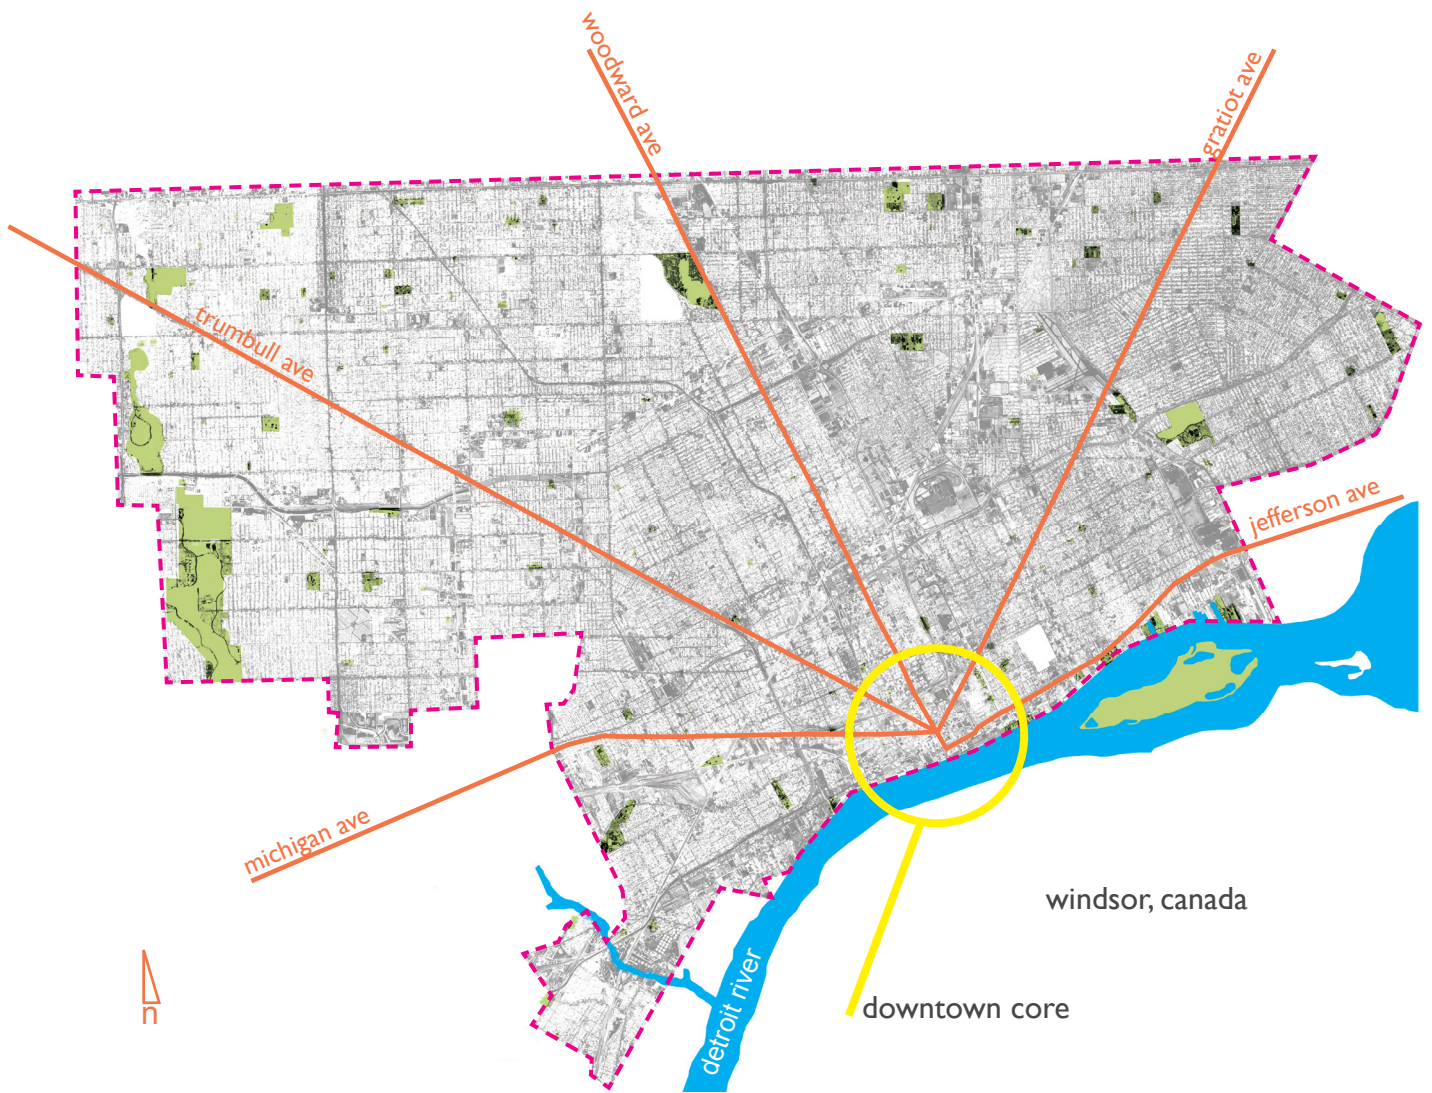 woodward ave
gratiot ave
trumbull ave
jefferson ave
michigan ave
windsor, canada
n
detroit river
downtown core